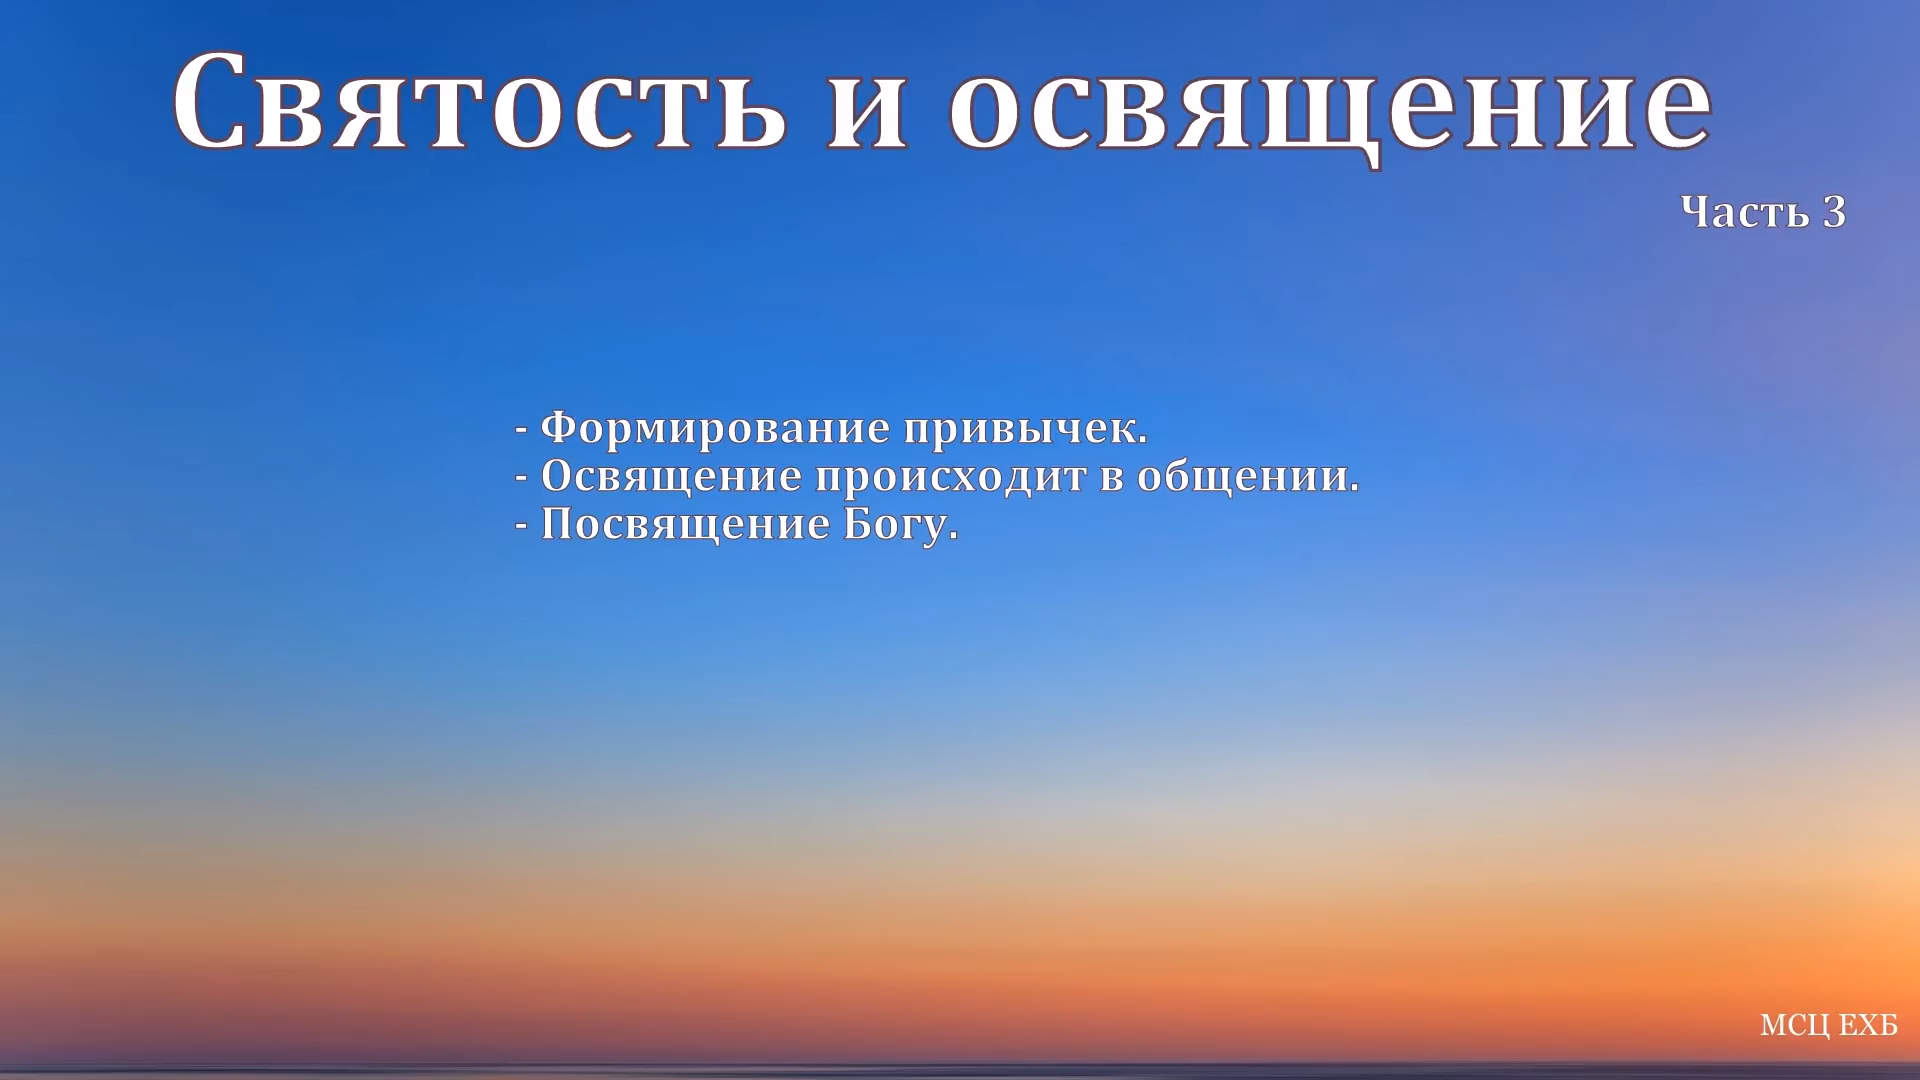 Святость и освящение
Часть 3
- Формирование привычек.
- Освящение происходит в общении.
- Посвящение Богу.
МСЦ ЕХБ